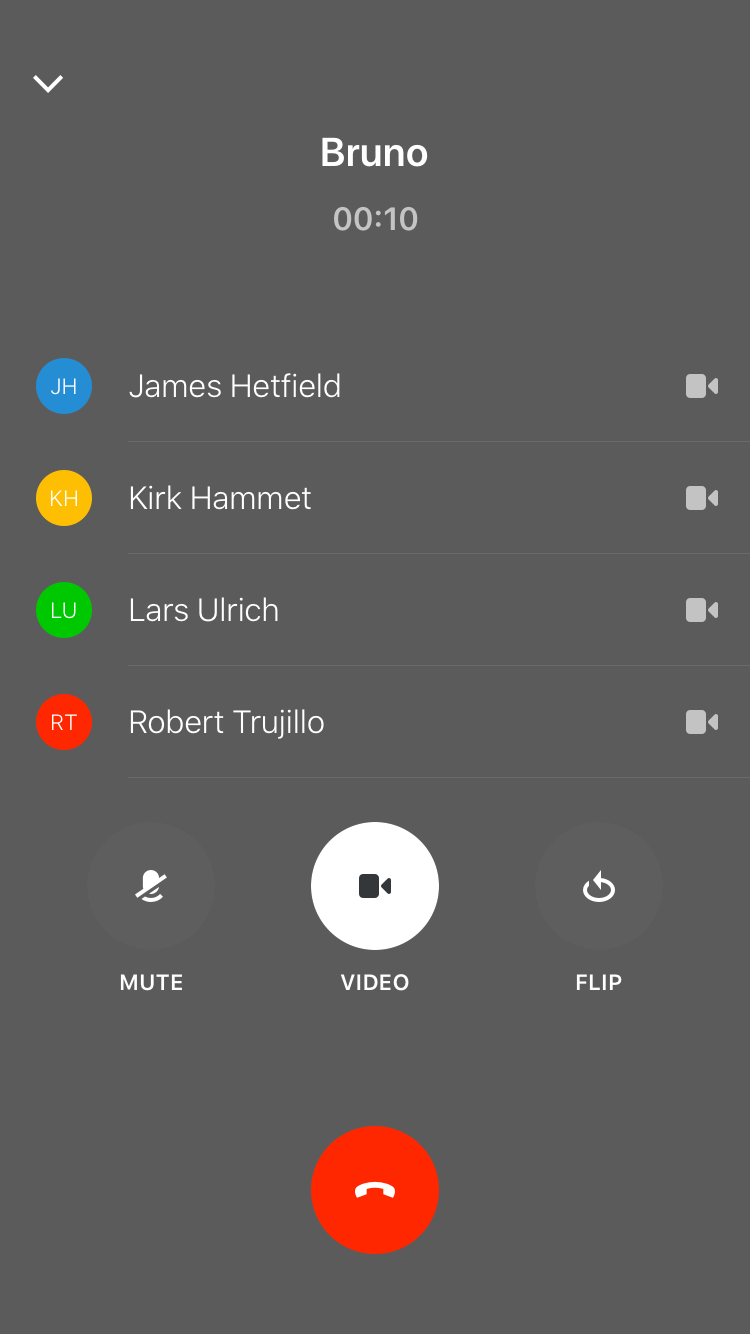 Bruno
00:10
JH James Hetfield
KH Kirk Hammet
LU Lars Ulrich
RT Robert Trujillo
MUTE VIDEO FLIP